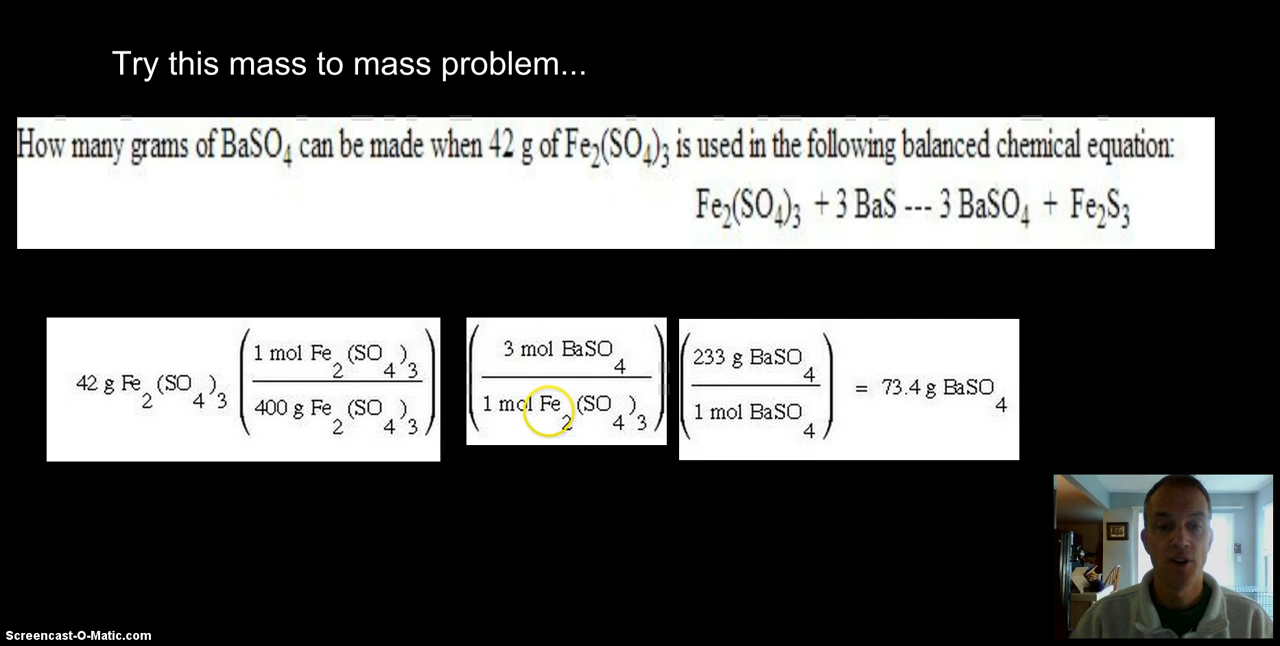 Try this mass to mass problem...
How many grams of BaSO₄ can be made when 42 g of Fe₂(SO₄)₃ is used in the following balanced chemical equation:
Fe₂(SO₄)₃ + 3 BaS --- 3 BaSO₄ + Fe₂S₃
42 g Fe₂(SO₄)₃ (1 mol Fe₂(SO₄)₃ / 400 g Fe₂(SO₄)₃) (3 mol BaSO₄ / 1 mol Fe₂(SO₄)₃) (233 g BaSO₄ / 1 mol BaSO₄) = 73.4 g BaSO₄
Screencast-O-Matic.com